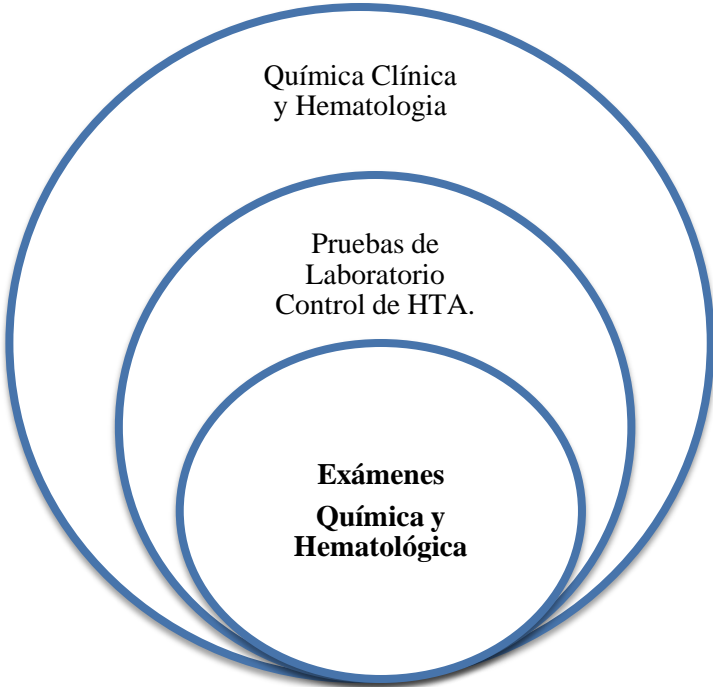 Química Clínica
y Hematologia
Pruebas de
Laboratorio
Control de HTA.
Exámenes
Química y
Hematológica